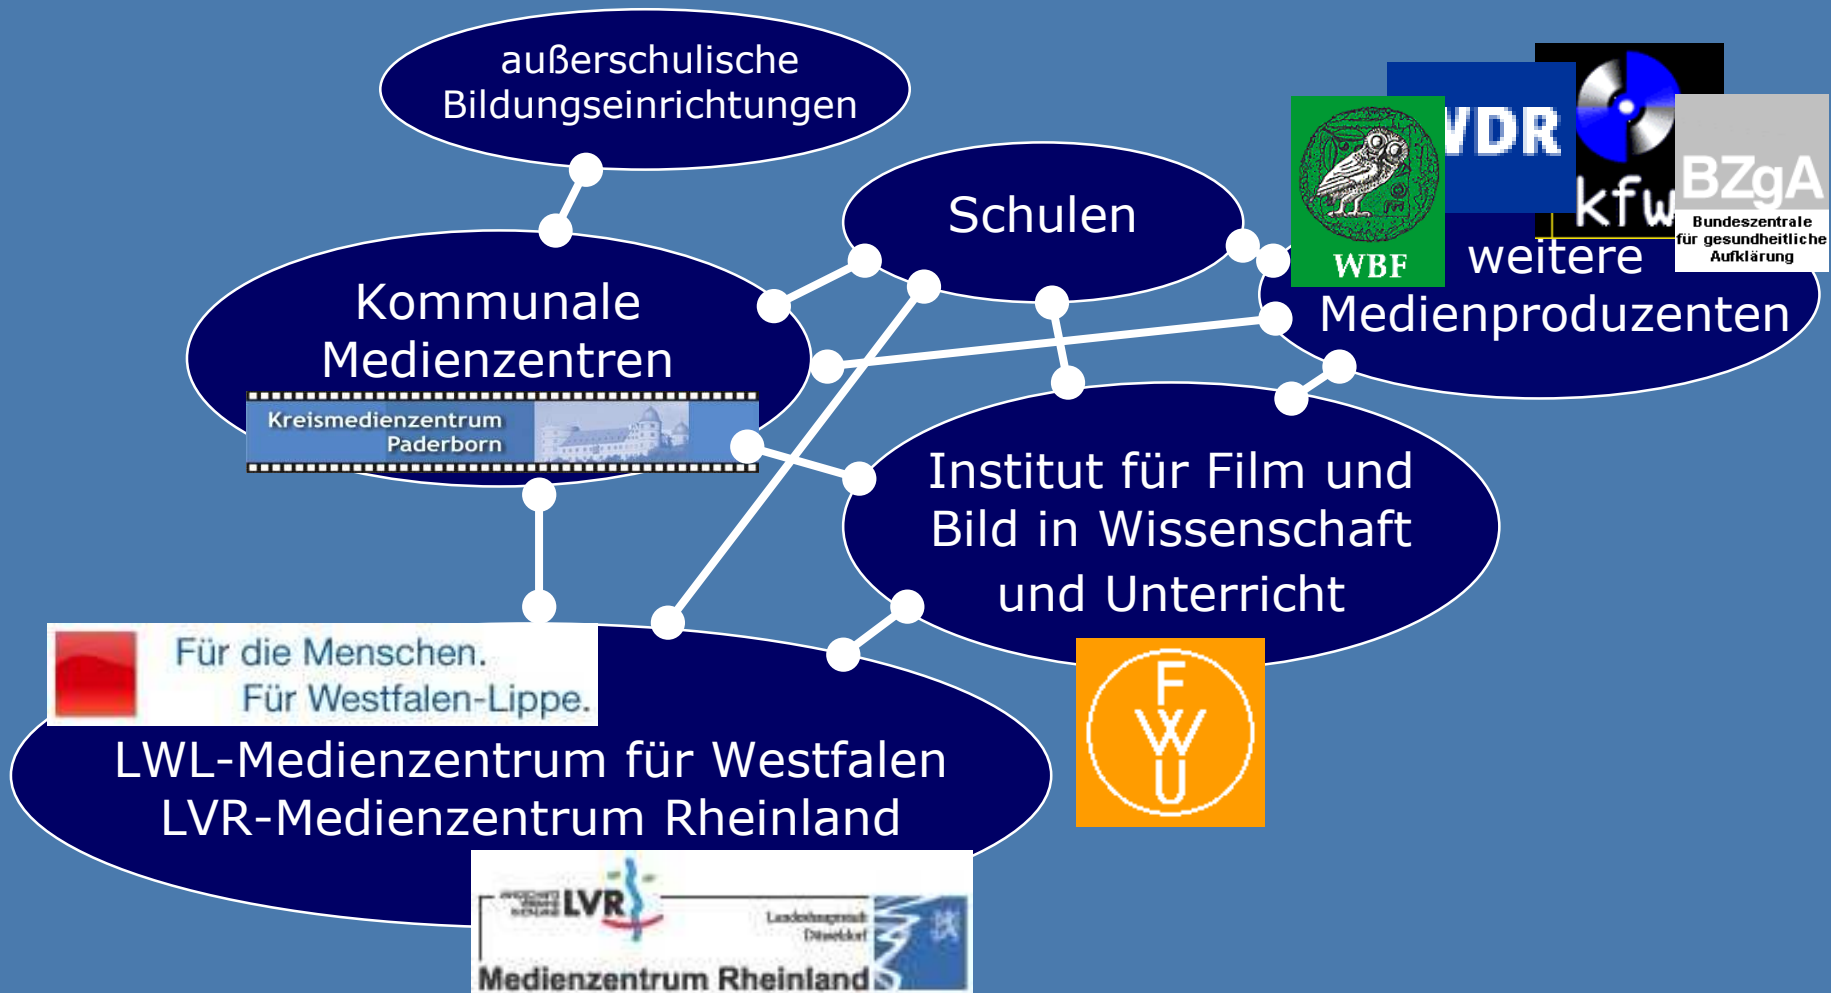 außerschulische
Bildungseinrichtungen
Schulen
WBF
WDR
kfw
BZgA
Bundeszentrale
für gesundheitliche
Aufklärung
weitere
Medienproduzenten
Kommunale
Medienzentren
Kreismedienzentrum
Paderborn
Institut für Film und
Bild in Wissenschaft
und Unterricht
FWU
Für die Menschen.
Für Westfalen-Lippe.
LWL-Medienzentrum für Westfalen
LVR-Medienzentrum Rheinland
LVR
Landeshauptstadt
Düsseldorf
Medienzentrum Rheinland